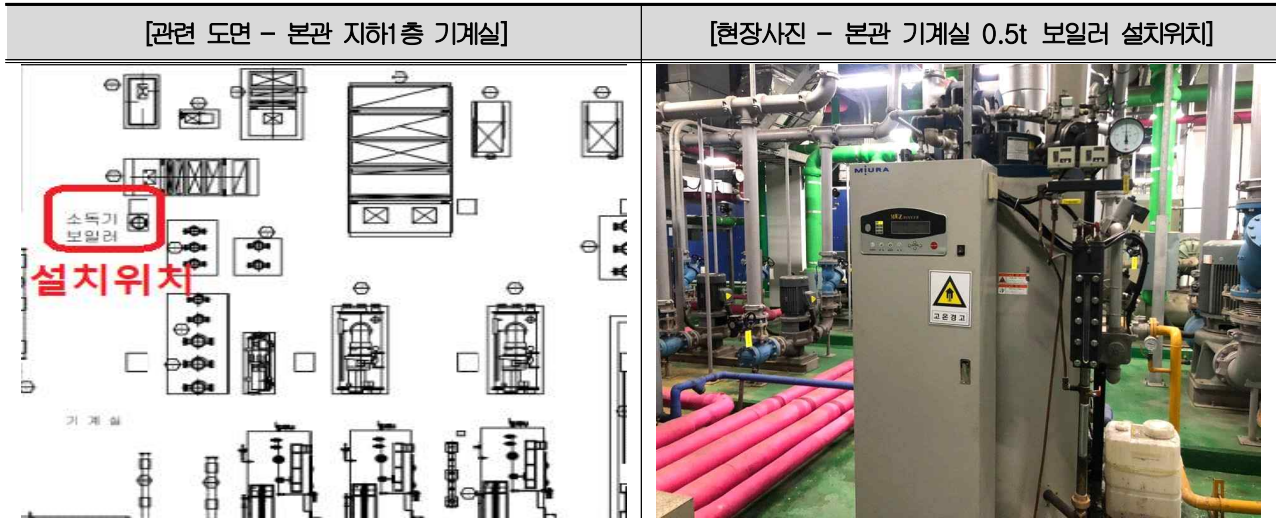 [관련 도면 - 본관 지하1층 기계실]
[현장사진 - 본관 기계실 0.5t 보일러 설치위치]
소독기
보일러
설치위치
기 계 실
MIURA
고온경고